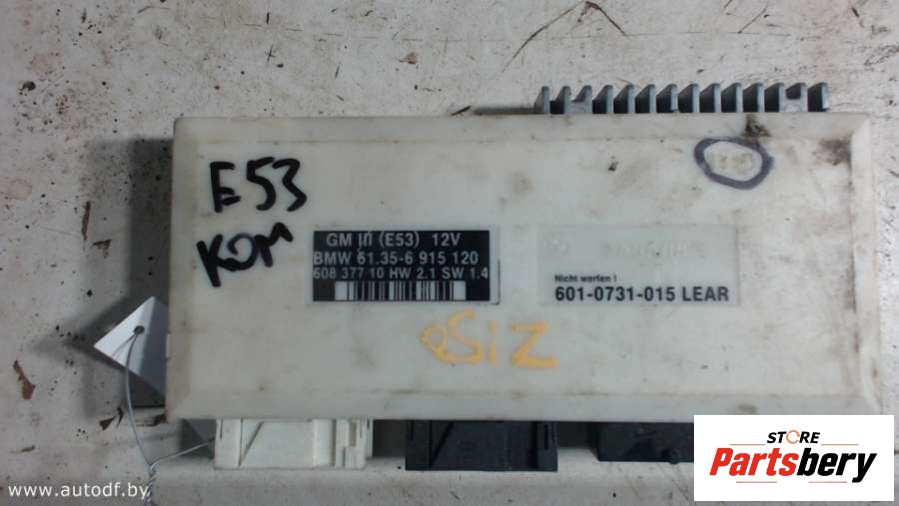 E53
КОМ
GM III (E53) 12V
BMW 61.35-6 915 120
608 377 10 HW 2.1 SW 1.4
Nicht werfen !
601-0731-015 LEAR
STORE
Partsbery
www.autodf.by